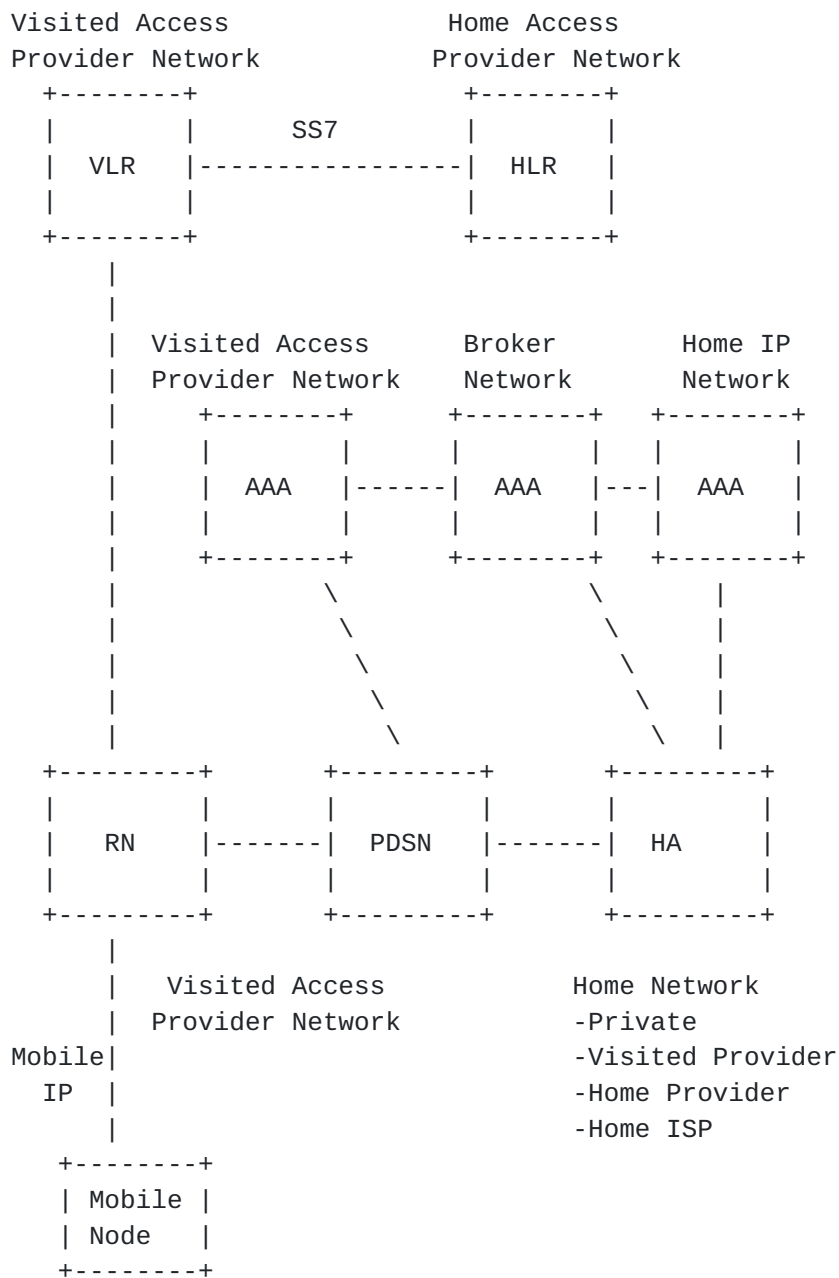 Visited Access Home Access
Provider Network Provider Network
SS7
VLR HLR
Visited Access Broker Home IP
Provider Network Network Network
AAA AAA AAA
RN PDSN HA
Visited Access Home Network
Provider Network -Private
Mobile -Visited Provider
IP -Home Provider
-Home ISP
Mobile
Node